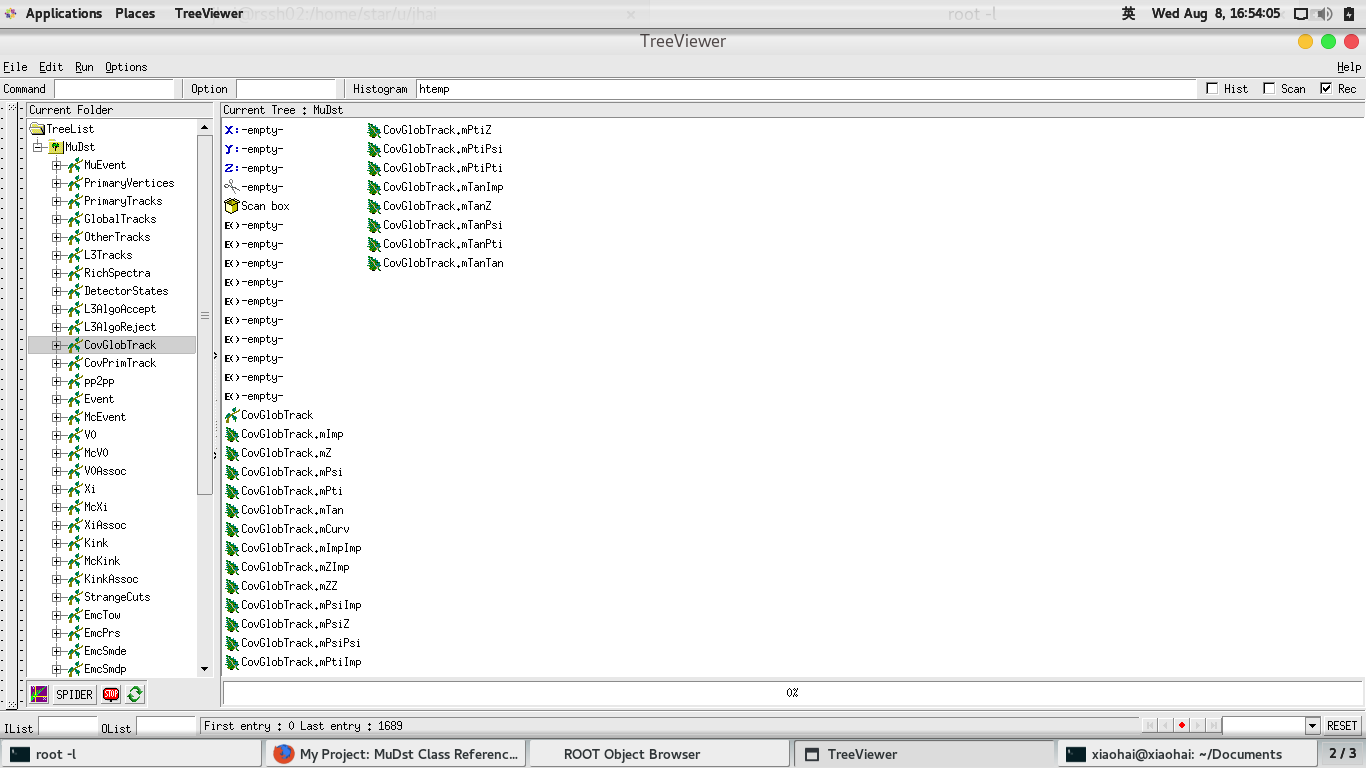 Applications Places TreeViewer 英 Wed Aug 8, 16:54:05
@rssh02:/home/star/u/jhai × root -l
TreeViewer
File Edit Run Options Help
Command Option Histogram htemp Hist Scan Rec
Current Folder
TreeList
MuDst
MuEvent
PrimaryVertices
PrimaryTracks
GlobalTracks
OtherTracks
L3Tracks
RichSpectra
DetectorStates
L3AlgoAccept
L3AlgoReject
CovGlobTrack
CovPrimTrack
pp2pp
Event
McEvent
V0
McV0
V0Assoc
Xi
McXi
XiAssoc
Kink
McKink
KinkAssoc
StrangeCuts
EmcTow
EmcPrs
EmcSmde
EmcSmdp
Current Tree : MuDst
X: -empty-
Y: -empty-
Z: -empty-
-empty-
Scan box
E() -empty-
E() -empty-
E() -empty-
E() -empty-
E() -empty-
E() -empty-
E() -empty-
E() -empty-
E() -empty-
E() -empty-
CovGlobTrack
CovGlobTrack.mImp
CovGlobTrack.mZ
CovGlobTrack.mPsi
CovGlobTrack.mPti
CovGlobTrack.mTan
CovGlobTrack.mCurv
CovGlobTrack.mImpImp
CovGlobTrack.mZImp
CovGlobTrack.mZZ
CovGlobTrack.mPsiImp
CovGlobTrack.mPsiZ
CovGlobTrack.mPsiPsi
CovGlobTrack.mPtiImp
CovGlobTrack.mPtiZ
CovGlobTrack.mPtiPsi
CovGlobTrack.mPtiPti
CovGlobTrack.mTanImp
CovGlobTrack.mTanZ
CovGlobTrack.mTanPsi
CovGlobTrack.mTanPti
CovGlobTrack.mTanTan
SPIDER STOP 0%
IList OList First entry : 0 Last entry : 1689 RESET
root -l My Project: MuDst Class Referenc... ROOT Object Browser TreeViewer xiaohai@xiaohai: ~/Documents 2 / 3